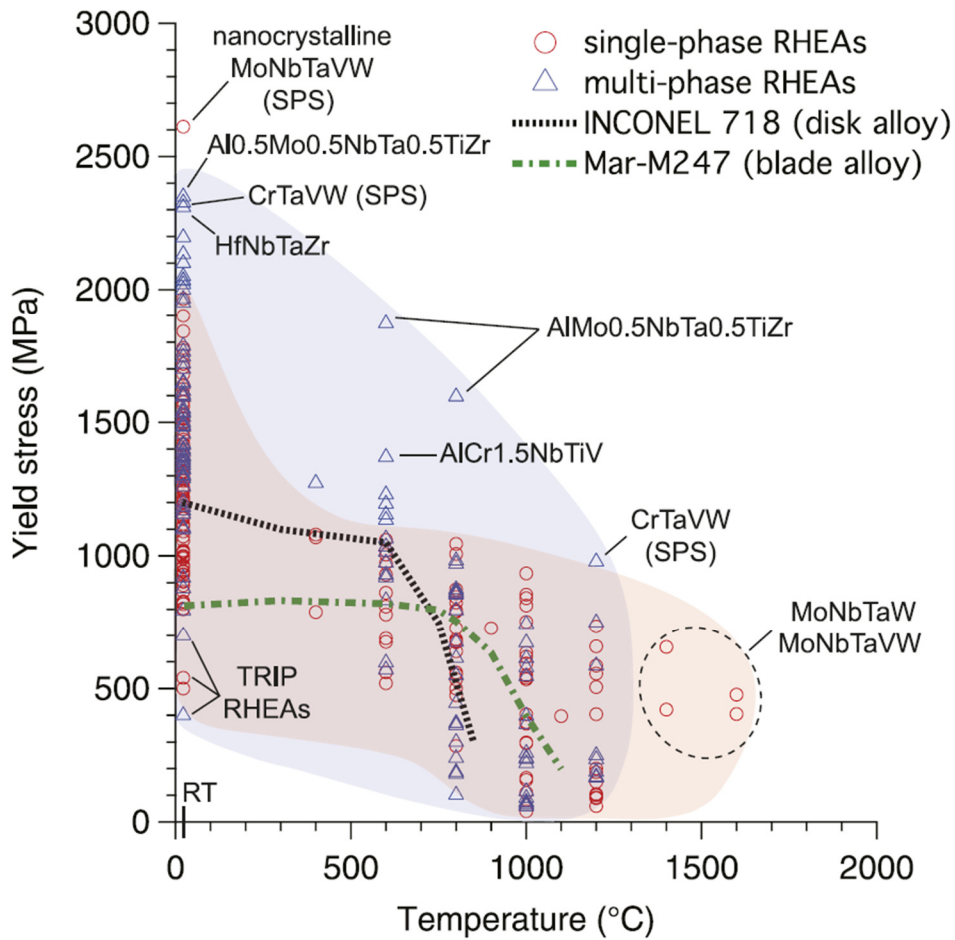 3000
2500
2000
1500
1000
500
0
Yield stress (MPa)
nanocrystalline
MoNbTaVW
(SPS)
Al0.5Mo0.5NbTa0.5TiZr
CrTaVW (SPS)
HfNbTaZr
single-phase RHEAs
multi-phase RHEAs
INCONEL 718 (disk alloy)
Mar-M247 (blade alloy)
AlMo0.5NbTa0.5TiZr
AlCr1.5NbTiV
CrTaVW
(SPS)
MoNbTaW
MoNbTaVW
TRIP
RHEAs
RT
0
500
1000
1500
2000
Temperature (°C)